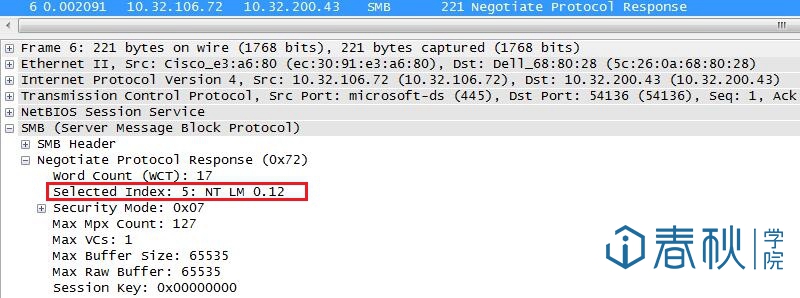 6 0.002091 10.32.106.72 10.32.200.43 SMB 221 Negotiate Protocol Response
Frame 6: 221 bytes on wire (1768 bits), 221 bytes captured (1768 bits)
Ethernet II, Src: Cisco_e3:a6:80 (ec:30:91:e3:a6:80), Dst: Dell_68:80:28 (5c:26:0a:68:80:28)
Internet Protocol Version 4, Src: 10.32.106.72 (10.32.106.72), Dst: 10.32.200.43 (10.32.200.43)
Transmission Control Protocol, Src Port: microsoft-ds (445), Dst Port: 54136 (54136), Seq: 1, Ack
NetBIOS Session Service
SMB (Server Message Block Protocol)
SMB Header
Negotiate Protocol Response (0x72)
Word Count (WCT): 17
Selected Index: 5: NT LM 0.12
Security Mode: 0x07
Max Mpx Count: 127
Max VCs: 1
Max Buffer Size: 65535
Max Raw Buffer: 65535
Session Key: 0x00000000
春秋 学院